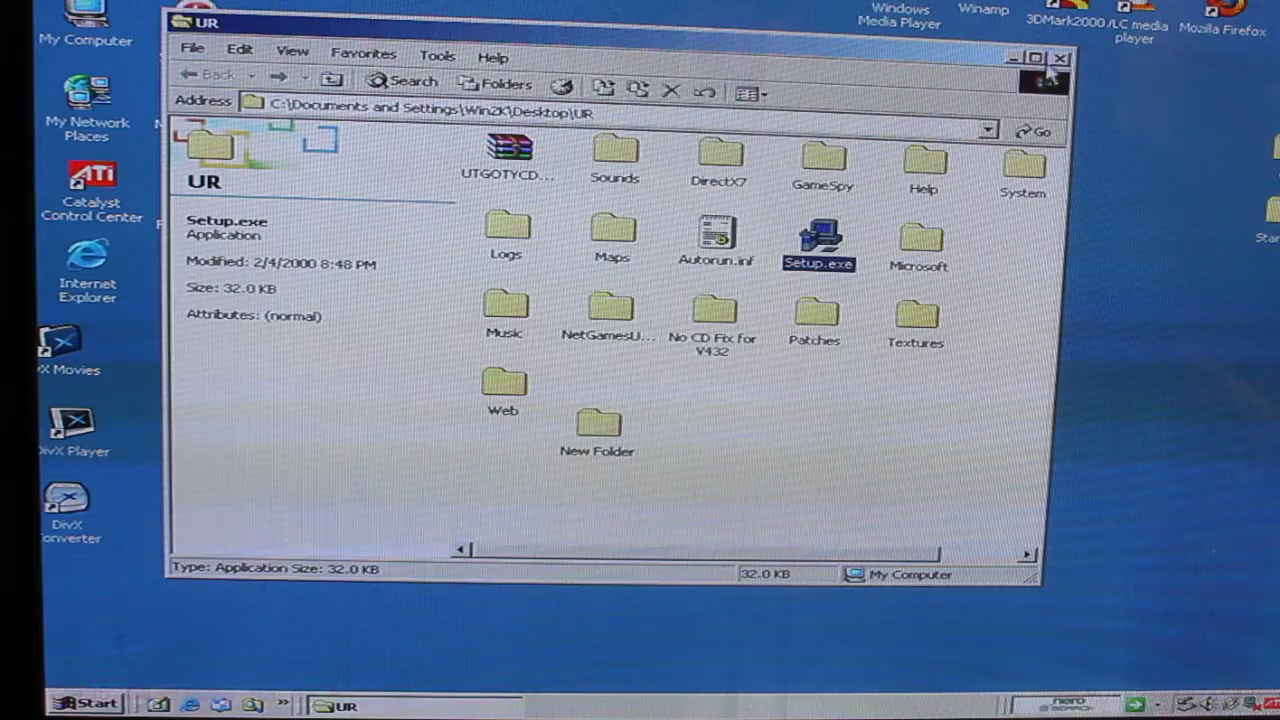 My Computer
My Network
Places
ATi
Catalyst
Control Center
Internet
Explorer
X Movies
DivX Player
DivX
onverter
Windows
Media Player
Winamp
3DMark2000
/LC media
player
Mozilla Firefox
Star
UR
File Edit View Favorites Tools Help
Back Search Folders
Address C:\Documents and Settings\Win2K\Desktop\UR Go
UR
Setup.exe
Application
Modified: 2/4/2000 8:48 PM
Size: 32.0 KB
Attributes: (normal)
UTGOTYCD... Sounds DirectX7 GameSpy Help System
Logs Maps Autorun.inf Setup.exe Microsoft
Music NetGamesU... No CD Fix for
V432 Patches Textures
Web New Folder
Type: Application Size: 32.0 KB 32.0 KB My Computer
Start UR nero
SEARCH ATi